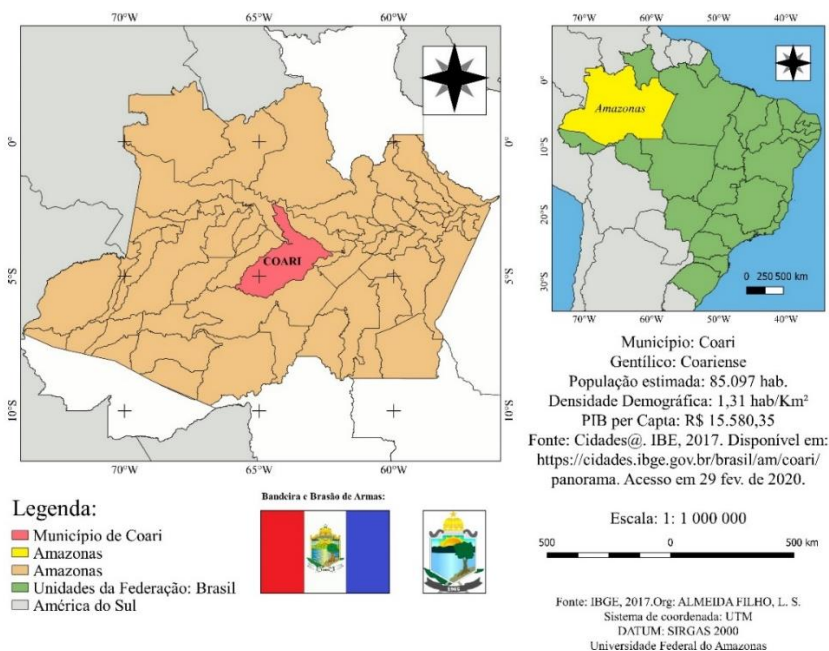 70°W
65°W
60°W
0°
5°S
10°S
COARI
0°
5°S
10°S
70°W
65°W
60°W
70°W
60°W
50°W
40°W
0°
10°S
20°S
30°S
Amazonas
0 250 500 km
0°
10°S
20°S
30°S
70°W
60°W
50°W
40°W
Município: Coari
Gentílico: Coariense
População estimada: 85.097 hab.
Densidade Demográfica: 1,31 hab/Km²
PIB per Capta: R$ 15.580,35
Fonte: Cidades@. IBE, 2017. Disponível em:
https://cidades.ibge.gov.br/brasil/am/coari/
panorama. Acesso em 29 fev. de 2020.
Legenda:
Município de Coari
Amazonas
Amazonas
Unidades da Federação: Brasil
América do Sul
Bandeira e Brasão de Armas:
Escala: 1: 1 000 000
500 0 500 km
Fonte: IBGE, 2017.Org: ALMEIDA FILHO, L. S.
Sistema de coordenada: UTM
DATUM: SIRGAS 2000
Universidade Federal do Amazonas